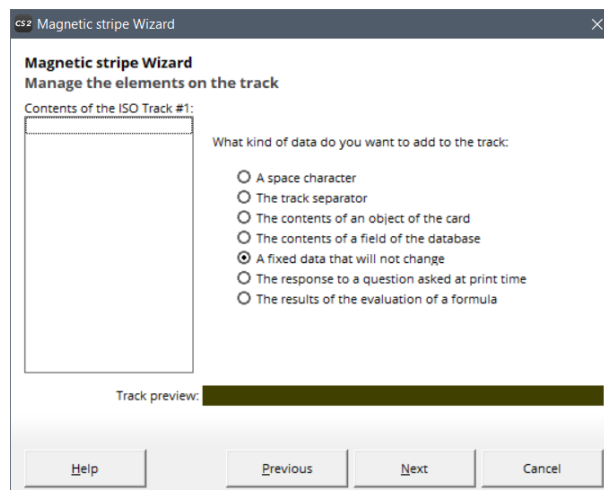 CS2 Magnetic stripe Wizard
Magnetic stripe Wizard
Manage the elements on the track
Contents of the ISO Track #1:
What kind of data do you want to add to the track:
A space character
The track separator
The contents of an object of the card
The contents of a field of the database
A fixed data that will not change
The response to a question asked at print time
The results of the evaluation of a formula
Track preview:
Help Previous Next Cancel